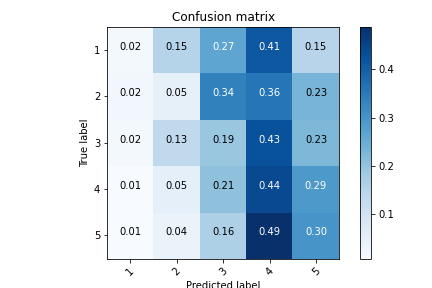 Confusion matrix
1 0.02 0.15 0.27 0.41 0.15
2 0.02 0.05 0.34 0.36 0.23
3 0.02 0.13 0.19 0.43 0.23
4 0.01 0.05 0.21 0.44 0.29
5 0.01 0.04 0.16 0.49 0.30
True label
1 2 3 4 5
Predicted label
0.4
0.3
0.2
0.1